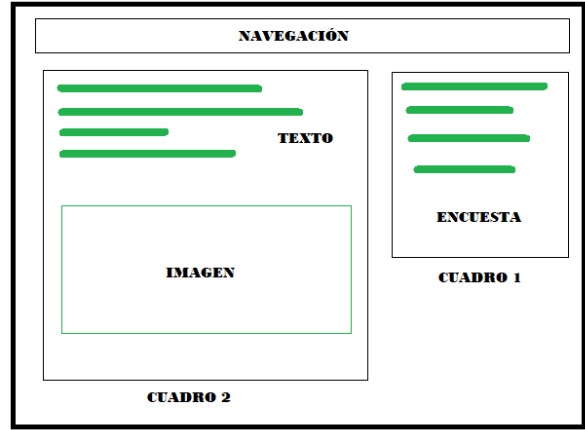 NAVEGACIÓN
TEXTO
IMAGEN
CUADRO 2
ENCUESTA
CUADRO 1